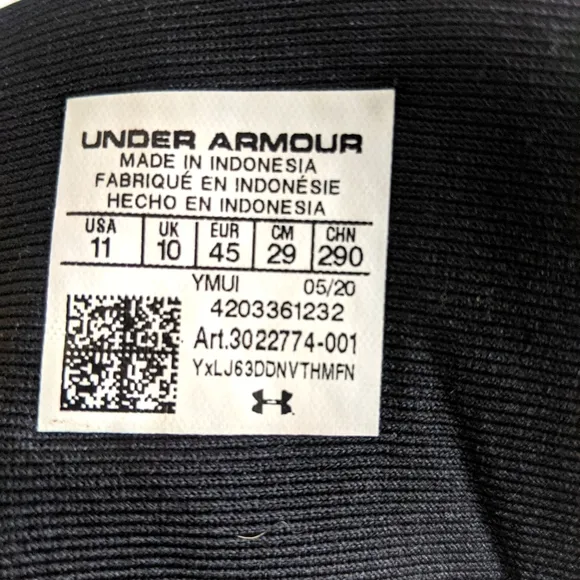 UNDER ARMOUR
MADE IN INDONESIA
FABRIQUÉ EN INDONÉSIE
HECHO EN INDONESIA
USA UK EUR CM CHN
11 10 45 29 290
YMUI 05/20
4203361232
Art.3022774-001
YxLJ63DDNVTHMFN